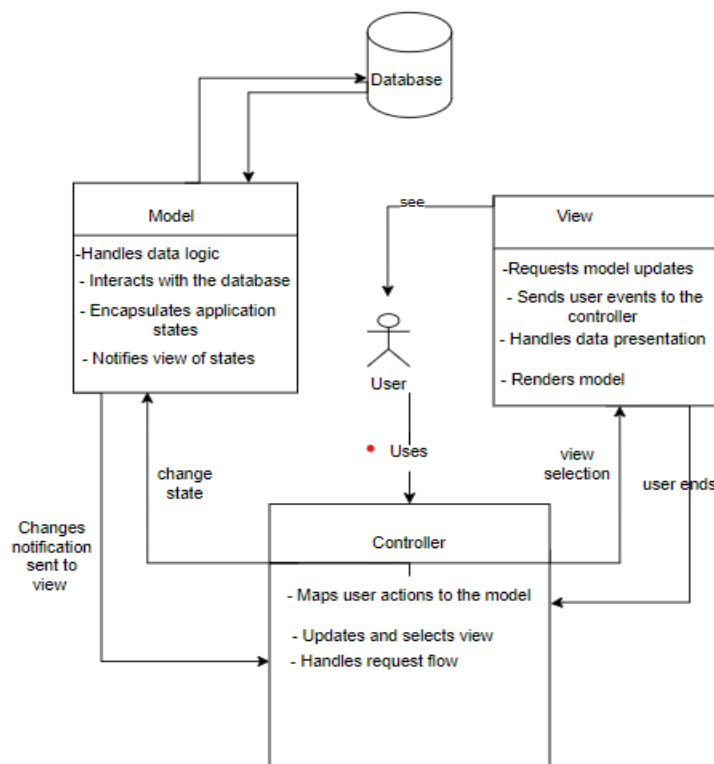 Database
Model
-Handles data logic
- Interacts with the database
- Encapsulates application
states
- Notifies view of states
see
View
-Requests model updates
- Sends user events to the
controller
- Handles data presentation
- Renders model
User
Uses
change
state
view
selection
user ends
Changes
notification
sent to
view
Controller
- Maps user actions to the model
- Updates and selects view
- Handles request flow